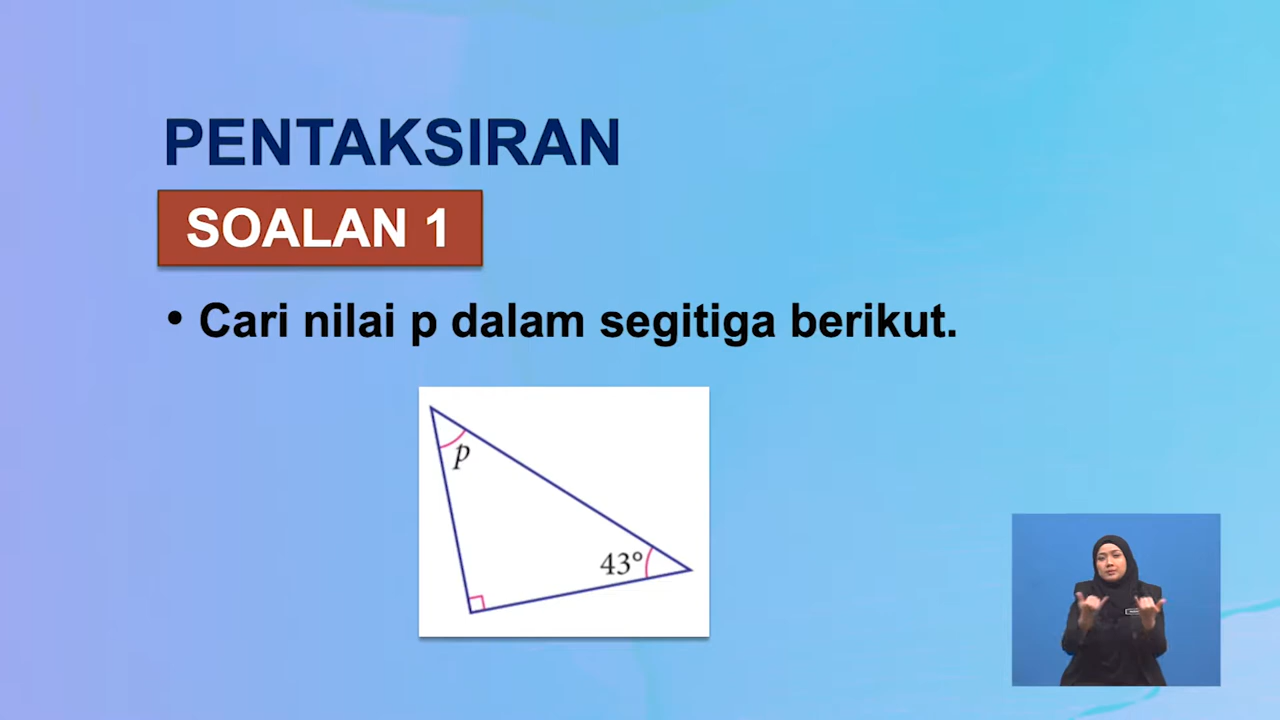 PENTAKSIRAN
SOALAN 1
• Cari nilai p dalam segitiga berikut.
p
43°